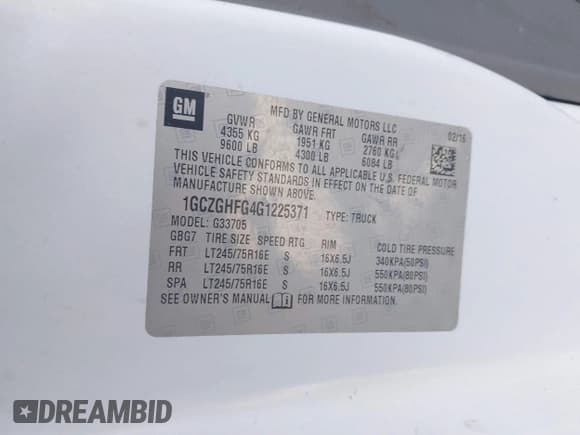 GM
MFD BY GENERAL MOTORS LLC
02/15
GVWR GAWR FRT GAWR RR
4355 KG 1951 KG 2760 KG
9600 LB 4300 LB 6084 LB
THIS VEHICLE CONFORMS TO ALL APPLICABLE U.S. FEDERAL MOTOR
VEHICLE SAFETY STANDARDS IN EFFECT ON THE DATE OF
MANUFACTURE SHOWN ABOVE.
1GCZGHFG4G1225371 TYPE: TRUCK
MODEL: G33705
GBG7 TIRE SIZE SPEED RTG RIM COLD TIRE PRESSURE
FRT LT245/75R16E S 16X6.5J 340KPA(50PSI)
RR LT245/75R16E S 16X6.5J 550KPA(80PSI)
SPA LT245/75R16E S 16X6.5J 550KPA(80PSI)
SEE OWNER'S MANUAL FOR MORE INFORMATION.
DREAMBID